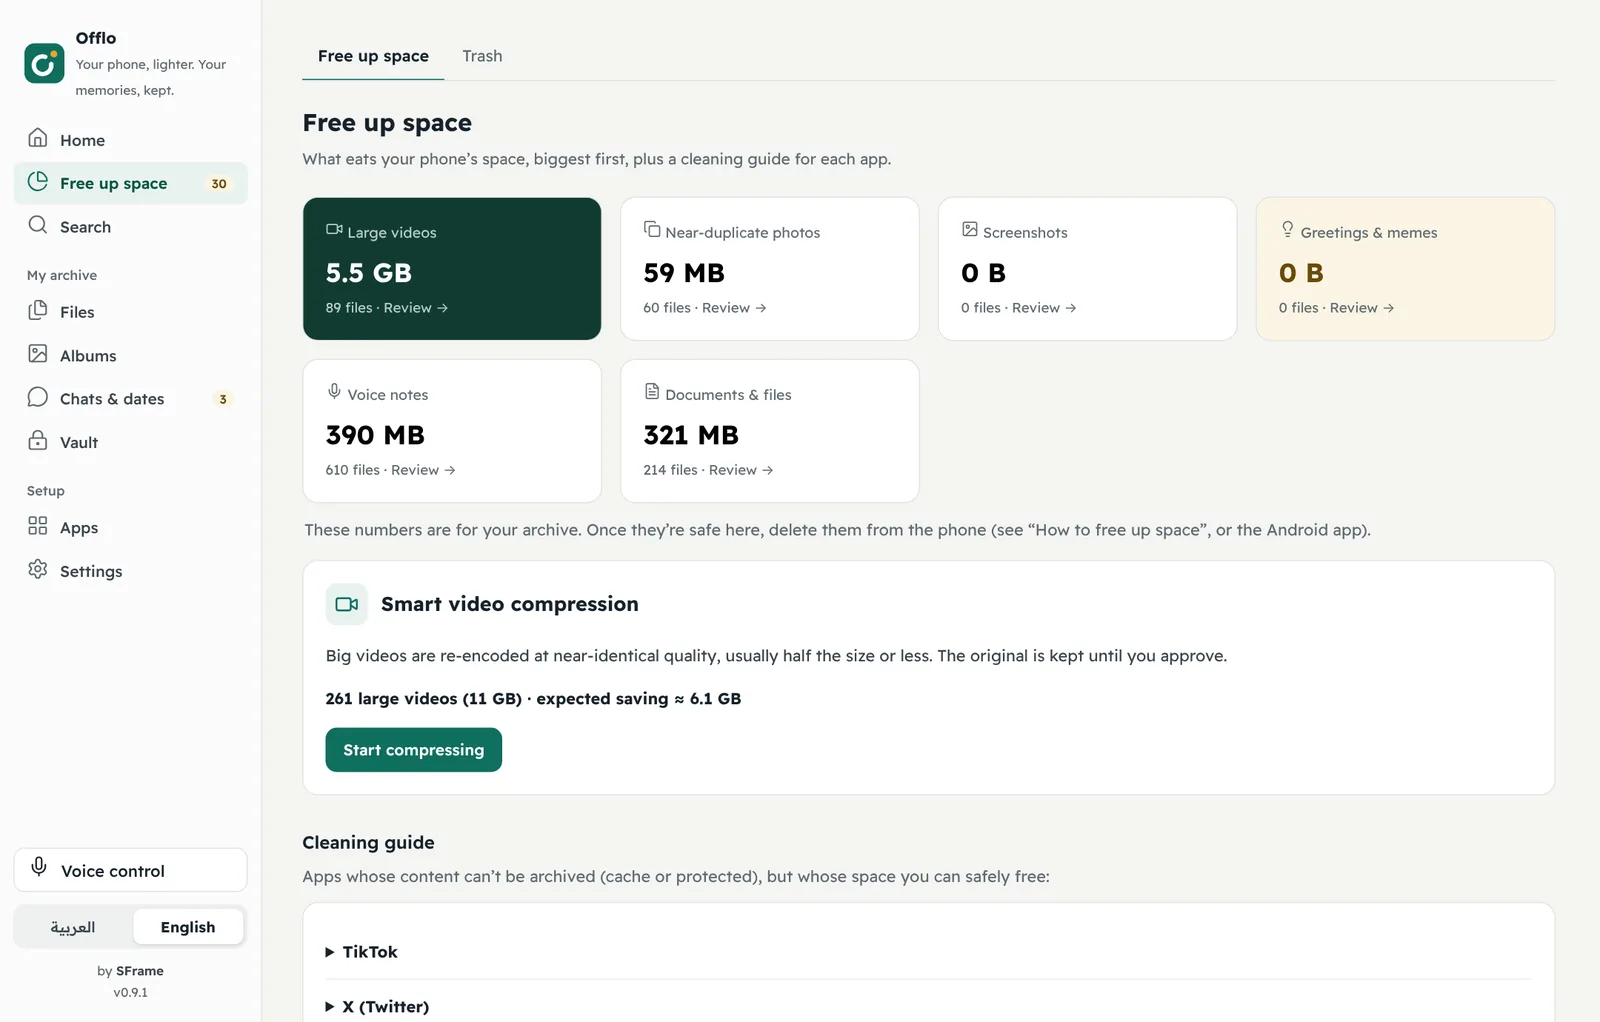 Offlo
Your phone, lighter. Your
memories, kept.
Home
Free up space 30
Search
My archive
Files
Albums
Chats & dates 3
Vault
Setup
Apps
Settings
Voice control
العربية English
by SFrame
v0.9.1
Free up space Trash
Free up space
What eats your phone’s space, biggest first, plus a cleaning guide for each app.
Large videos
5.5 GB
89 files · Review →
Near-duplicate photos
59 MB
60 files · Review →
Screenshots
0 B
0 files · Review →
Greetings & memes
0 B
0 files · Review →
Voice notes
390 MB
610 files · Review →
Documents & files
321 MB
214 files · Review →
These numbers are for your archive. Once they’re safe here, delete them from the phone (see “How to free up space”, or the Android app).
Smart video compression
Big videos are re-encoded at near-identical quality, usually half the size or less. The original is kept until you approve.
261 large videos (11 GB) · expected saving ≈ 6.1 GB
Start compressing
Cleaning guide
Apps whose content can’t be archived (cache or protected), but whose space you can safely free:
▶ TikTok
▶ X (Twitter)